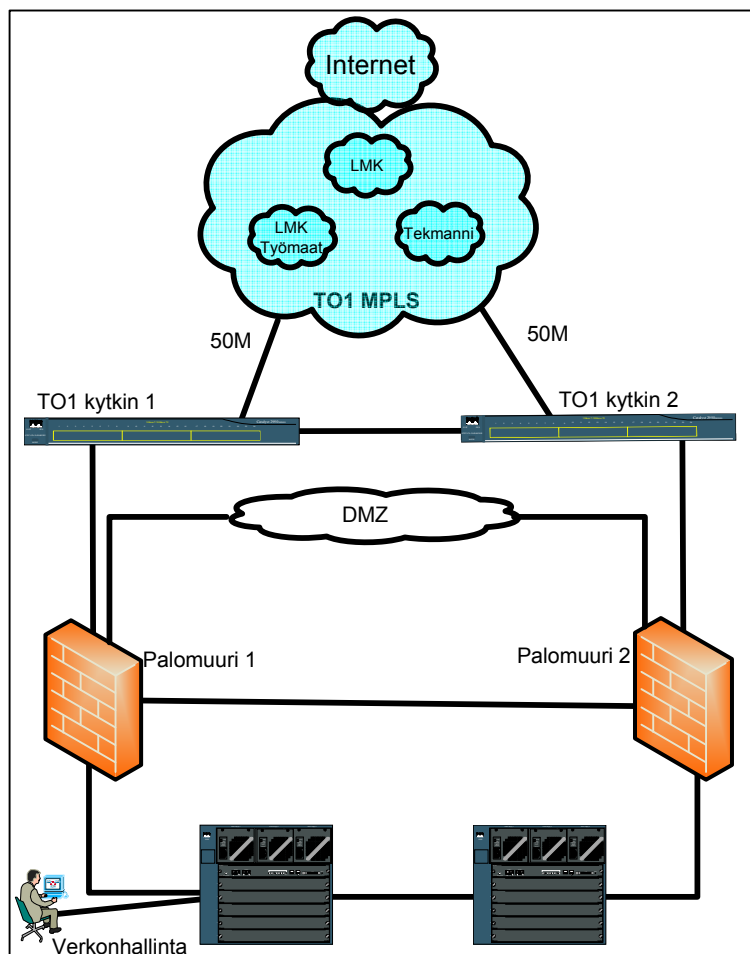 Internet
LMK
LMK
Työmaat
Tekmanni
TO1 MPLS
50M
50M
TO1 kytkin 1
TO1 kytkin 2
DMZ
Palomuuri 1
Palomuuri 2
Verkonhallinta